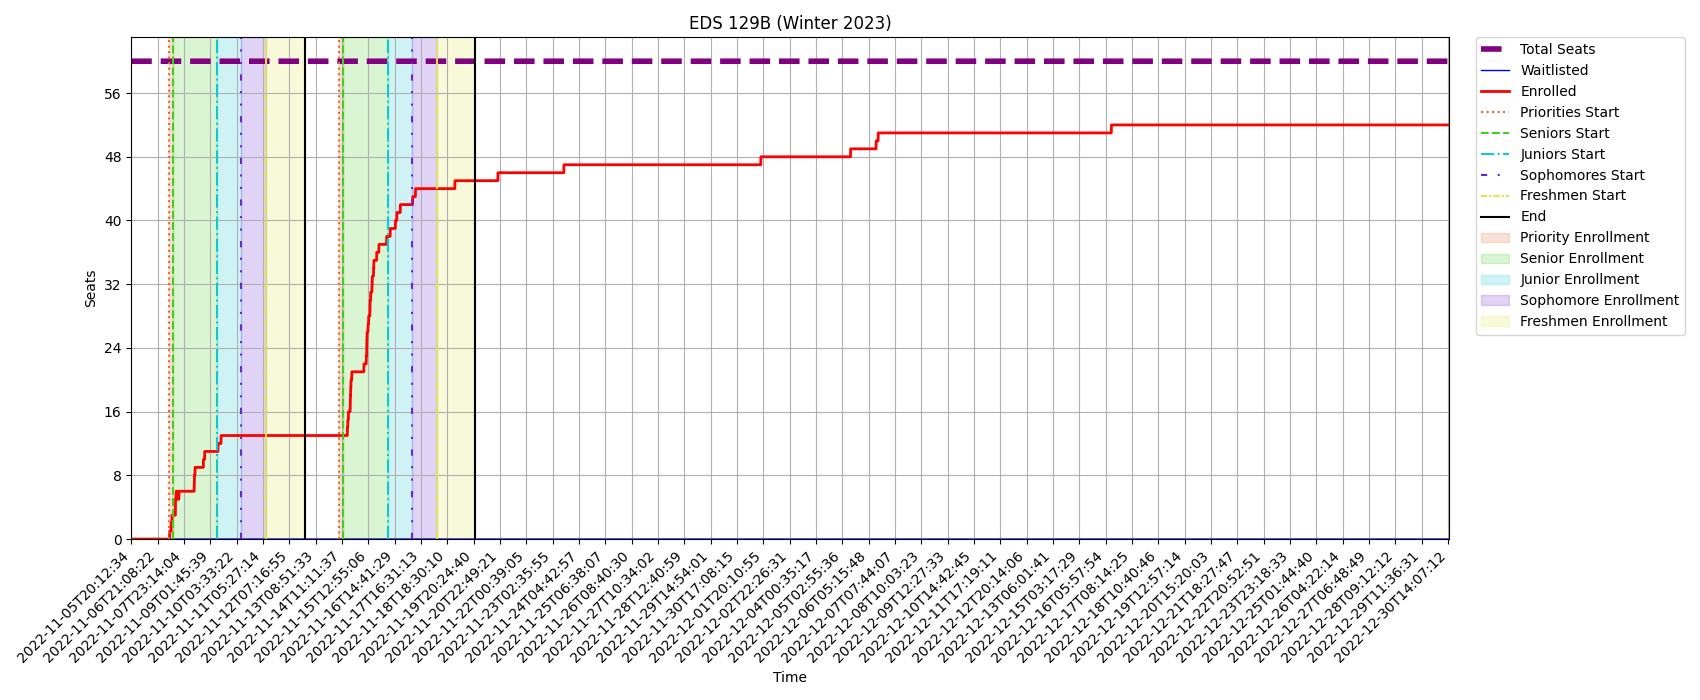 EDS 129B (Winter 2023)
Total Seats
Waitlisted
Enrolled
Priorities Start
Seniors Start
Juniors Start
Sophomores Start
Freshmen Start
End
Priority Enrollment
Senior Enrollment
Junior Enrollment
Sophomore Enrollment
Freshmen Enrollment
Seats
56
48
40
32
24
16
8
0
2022-11-05T20:12:34
2022-11-06T21:08:22
2022-11-07T23:14:04
2022-11-09T01:45:39
2022-11-10T03:33:22
2022-11-11T05:27:14
2022-11-12T07:16:55
2022-11-13T08:51:33
2022-11-14T11:11:37
2022-11-15T12:55:06
2022-11-16T14:41:29
2022-11-17T16:31:13
2022-11-18T18:30:10
2022-11-19T20:24:40
2022-11-20T22:49:21
2022-11-22T00:39:05
2022-11-23T02:35:55
2022-11-24T04:42:57
2022-11-25T06:38:07
2022-11-26T08:40:30
2022-11-27T10:34:02
2022-11-28T12:40:59
2022-11-29T14:54:01
2022-11-30T17:08:15
2022-12-01T20:10:55
2022-12-02T22:26:31
2022-12-04T00:35:17
2022-12-05T02:55:36
2022-12-06T05:15:48
2022-12-07T07:44:07
2022-12-08T10:03:23
2022-12-09T12:27:33
2022-12-10T14:42:45
2022-12-11T17:19:11
2022-12-12T20:14:06
2022-12-13T06:01:41
2022-12-15T03:17:29
2022-12-16T05:57:54
2022-12-17T08:14:25
2022-12-18T10:40:46
2022-12-19T12:57:14
2022-12-20T15:20:03
2022-12-21T18:27:47
2022-12-22T20:52:51
2022-12-23T23:18:33
2022-12-25T01:44:40
2022-12-26T04:22:14
2022-12-27T06:48:49
2022-12-28T09:12:12
2022-12-29T11:36:31
2022-12-30T14:07:12
Time